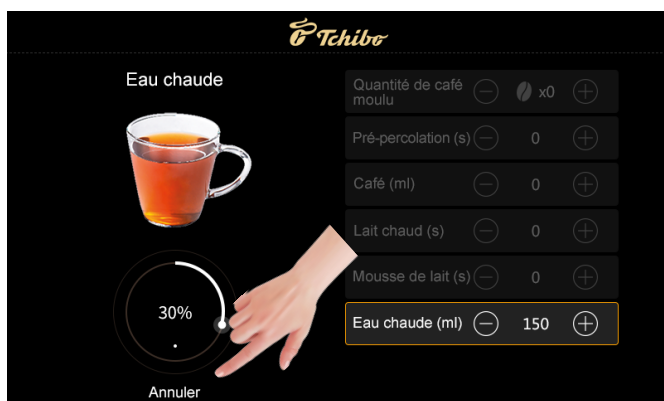 Tchibo
Eau chaude
Quantité de café
moulu
x0
Pré-percolation (s)
0
Café (ml)
0
Lait chaud (s)
0
Mousse de lait (s)
0
Eau chaude (ml)
150
30%
Annuler